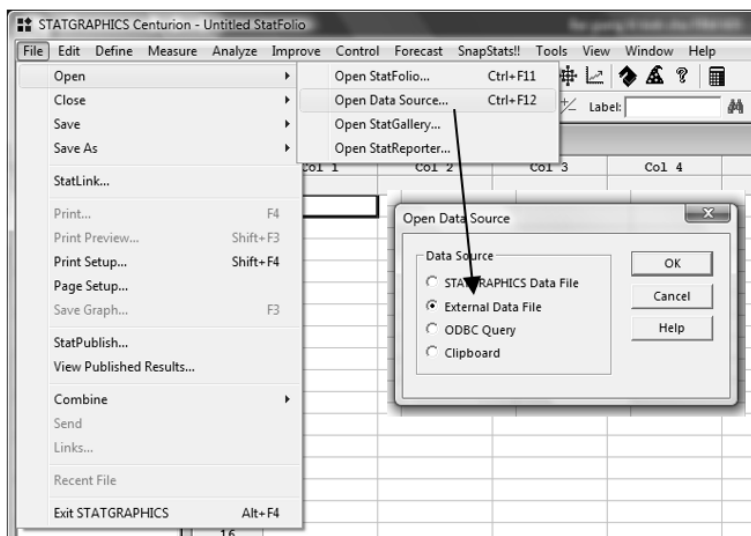 STATGRAPHICS Centurion - Untitled StatFolio
File Edit Define Measure Analyze Improve Control Forecast SnapStats!! Tools View Window Help
Open
Open StatFolio... Ctrl+F11
Close
Open Data Source... Ctrl+F12
Label:
Save
Open StatGallery...
Save As
Open StatReporter...
StatLink...
Col 1 Col 2 Col 3 Col 4
Print... F4
Print Preview... Shift+F3
Print Setup... Shift+F4
Page Setup...
Save Graph... F3
StatPublish...
View Published Results...
Combine
Send
Links...
Recent File
Exit STATGRAPHICS Alt+F4
16
Open Data Source
Data Source
STATGRAPHICS Data File
External Data File
ODBC Query
Clipboard
OK
Cancel
Help